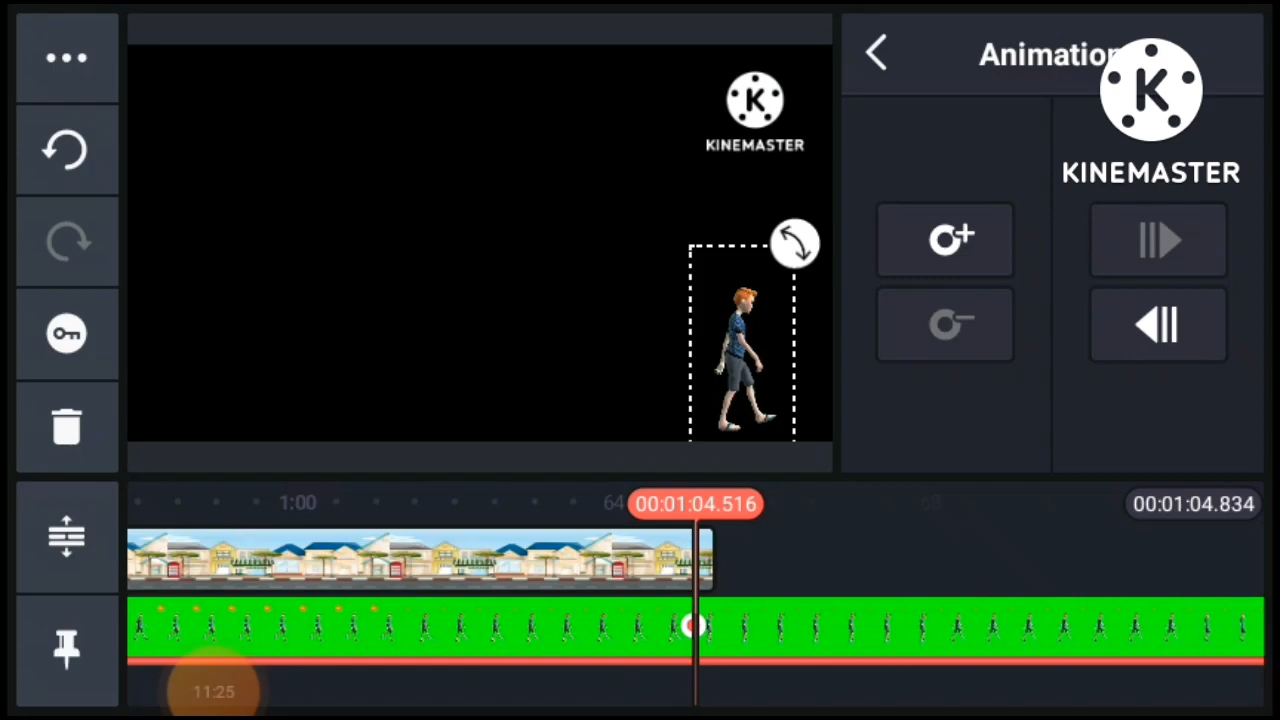 Animation
K
KINEMASTER
K
KINEMASTER
1:00
64
00:01:04.516
68
00:01:04.834
11:25